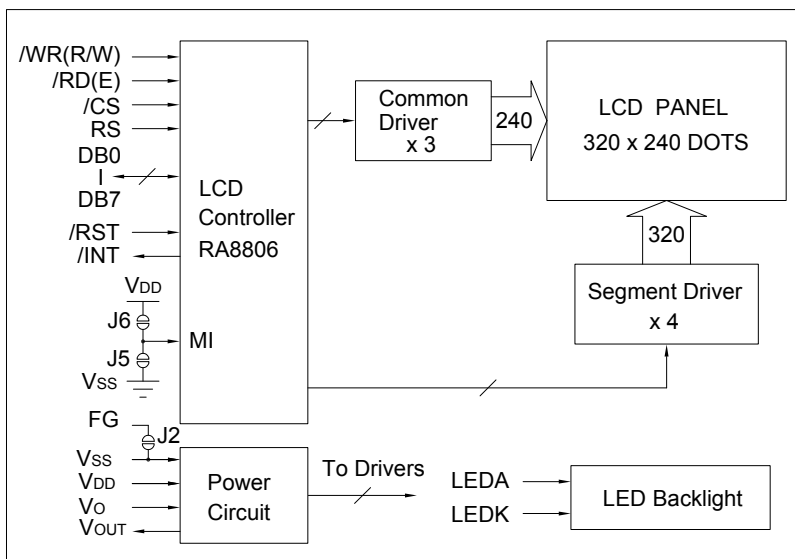 /WR(R/W)
/RD(E)
/CS
RS
DB0
I
DB7
/RST
/INT
VDD
J6
J5
VSS
MI
LCD
Controller
RA8806
Common
Driver
x 3
240
LCD PANEL
320 x 240 DOTS
320
Segment Driver
x 4
FG
J2
VSS
VDD
VO
VOUT
Power
Circuit
To Drivers
LEDA
LEDK
LED Backlight